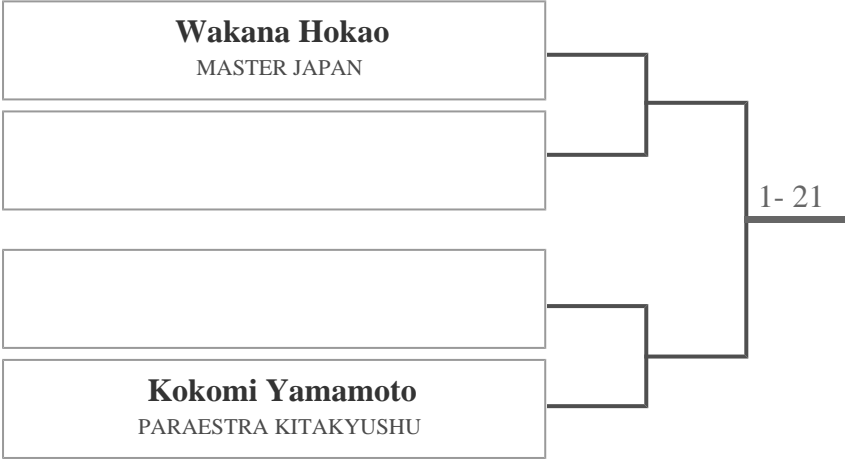 Wakana Hokao
MASTER JAPAN
1- 21
Kokomi Yamamoto
PARAESTRA KITAKYUSHU